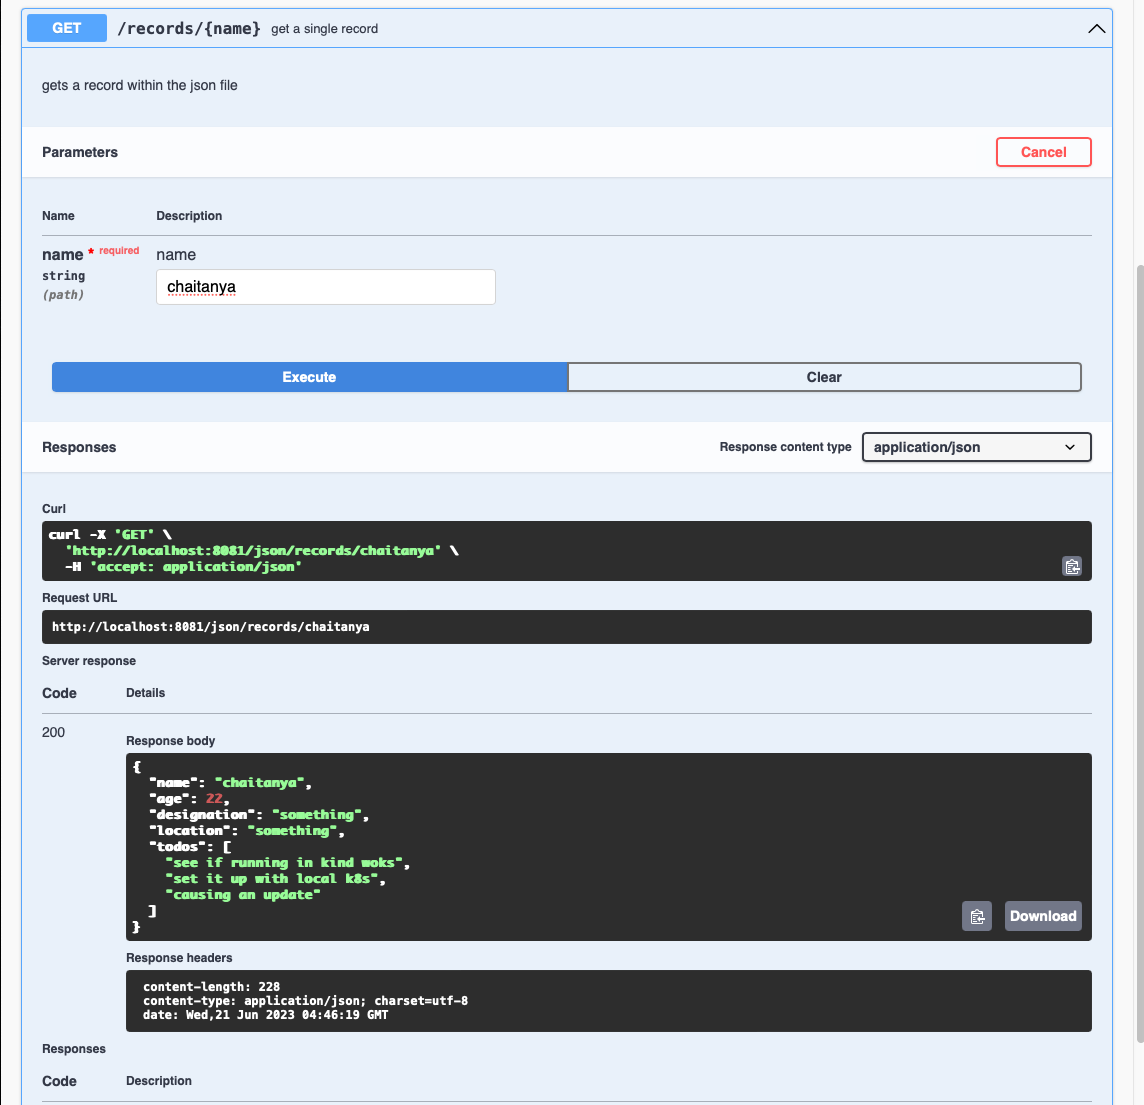 GET /records/{name} get a single record
gets a record within the json file
Parameters
Cancel
Name Description
name * required name
string
(path)
chaitanya
Execute Clear
Responses Response content type application/json
Curl
curl -X 'GET' \
  'http://localhost:8081/json/records/chaitanya' \
  -H 'accept: application/json'
Request URL
http://localhost:8081/json/records/chaitanya
Server response
Code Details
200
Response body
{
  "name": "chaitanya",
  "age": 22,
  "designation": "something",
  "location": "something",
  "todos": [
    "see if running in kind woks",
    "set it up with local k8s",
    "causing an update"
  ]
}
Download
Response headers
content-length: 228
content-type: application/json; charset=utf-8
date: Wed,21 Jun 2023 04:46:19 GMT
Responses
Code Description